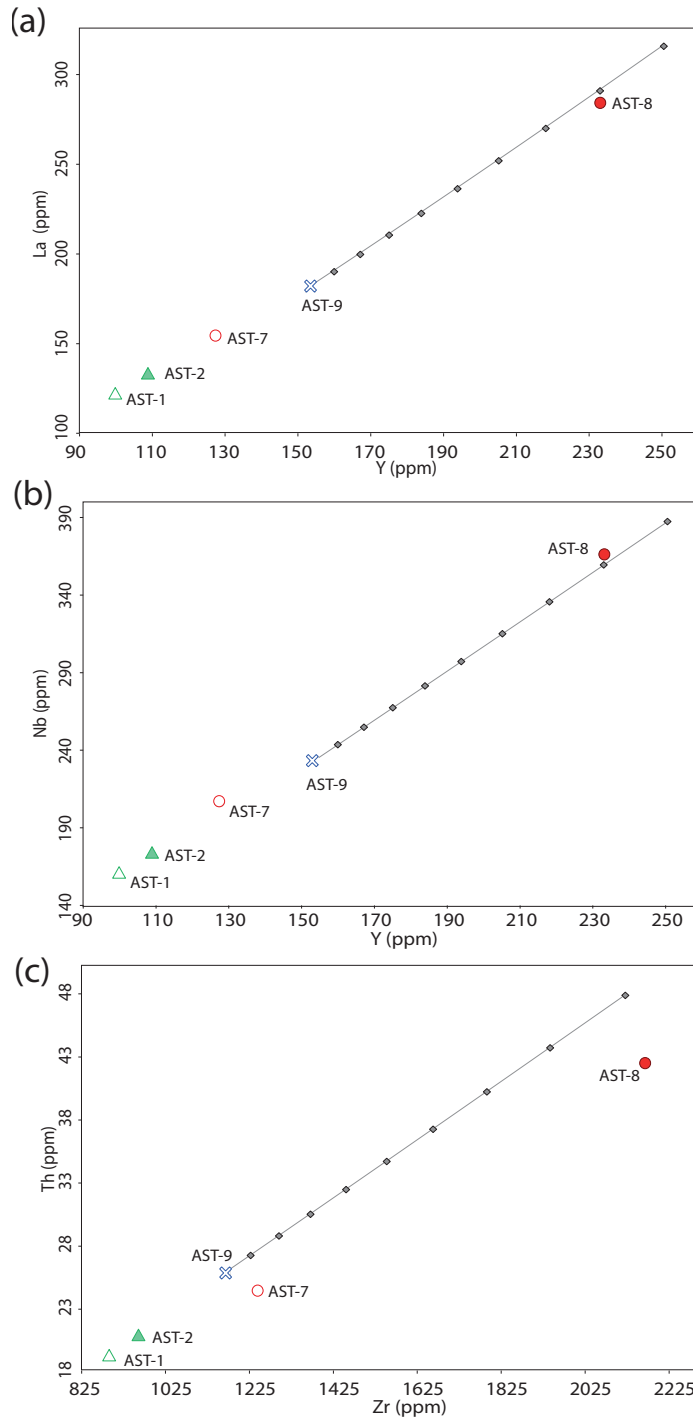 (a)
300
250
200
150
100
La (ppm)
AST-8
AST-9
AST-7
AST-2
AST-1
90 110 130 150 170 190 210 230 250
Y (ppm)
(b)
390
340
290
240
190
140
Nb (ppm)
AST-8
AST-9
AST-7
AST-2
AST-1
90 110 130 150 170 190 210 230 250
Y (ppm)
(c)
48
43
38
33
28
23
18
Th (ppm)
AST-8
AST-9
AST-7
AST-2
AST-1
825 1025 1225 1425 1625 1825 2025 2225
Zr (ppm)